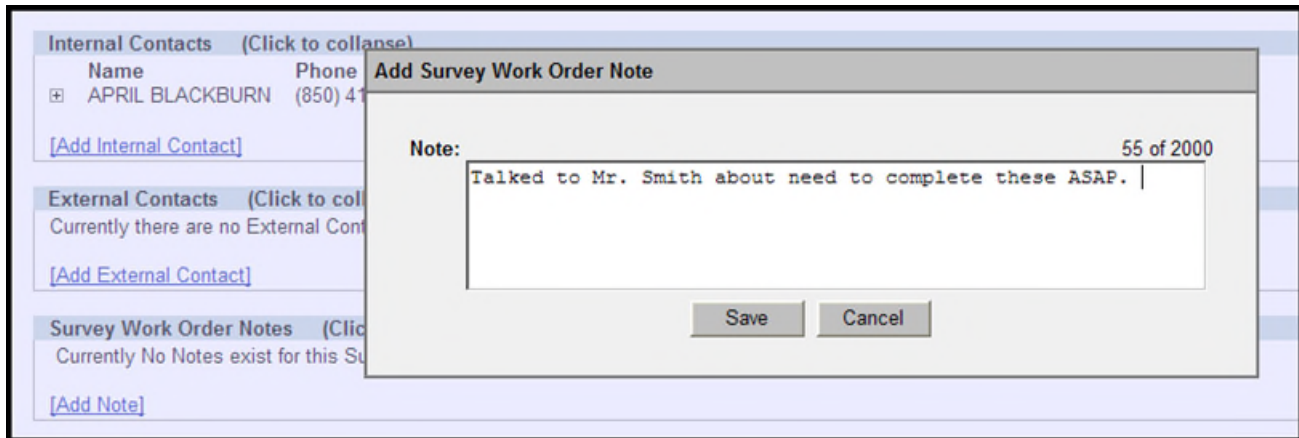 Internal Contacts (Click to collapse)
Name Phone
APRIL BLACKBURN (850) 41
[Add Internal Contact]
External Contacts (Click to coll
Currently there are no External Cont
[Add External Contact]
Survey Work Order Notes (Clic
Currently No Notes exist for this Su
[Add Note]
Add Survey Work Order Note
Note: 55 of 2000
Talked to Mr. Smith about need to complete these ASAP.
Save Cancel